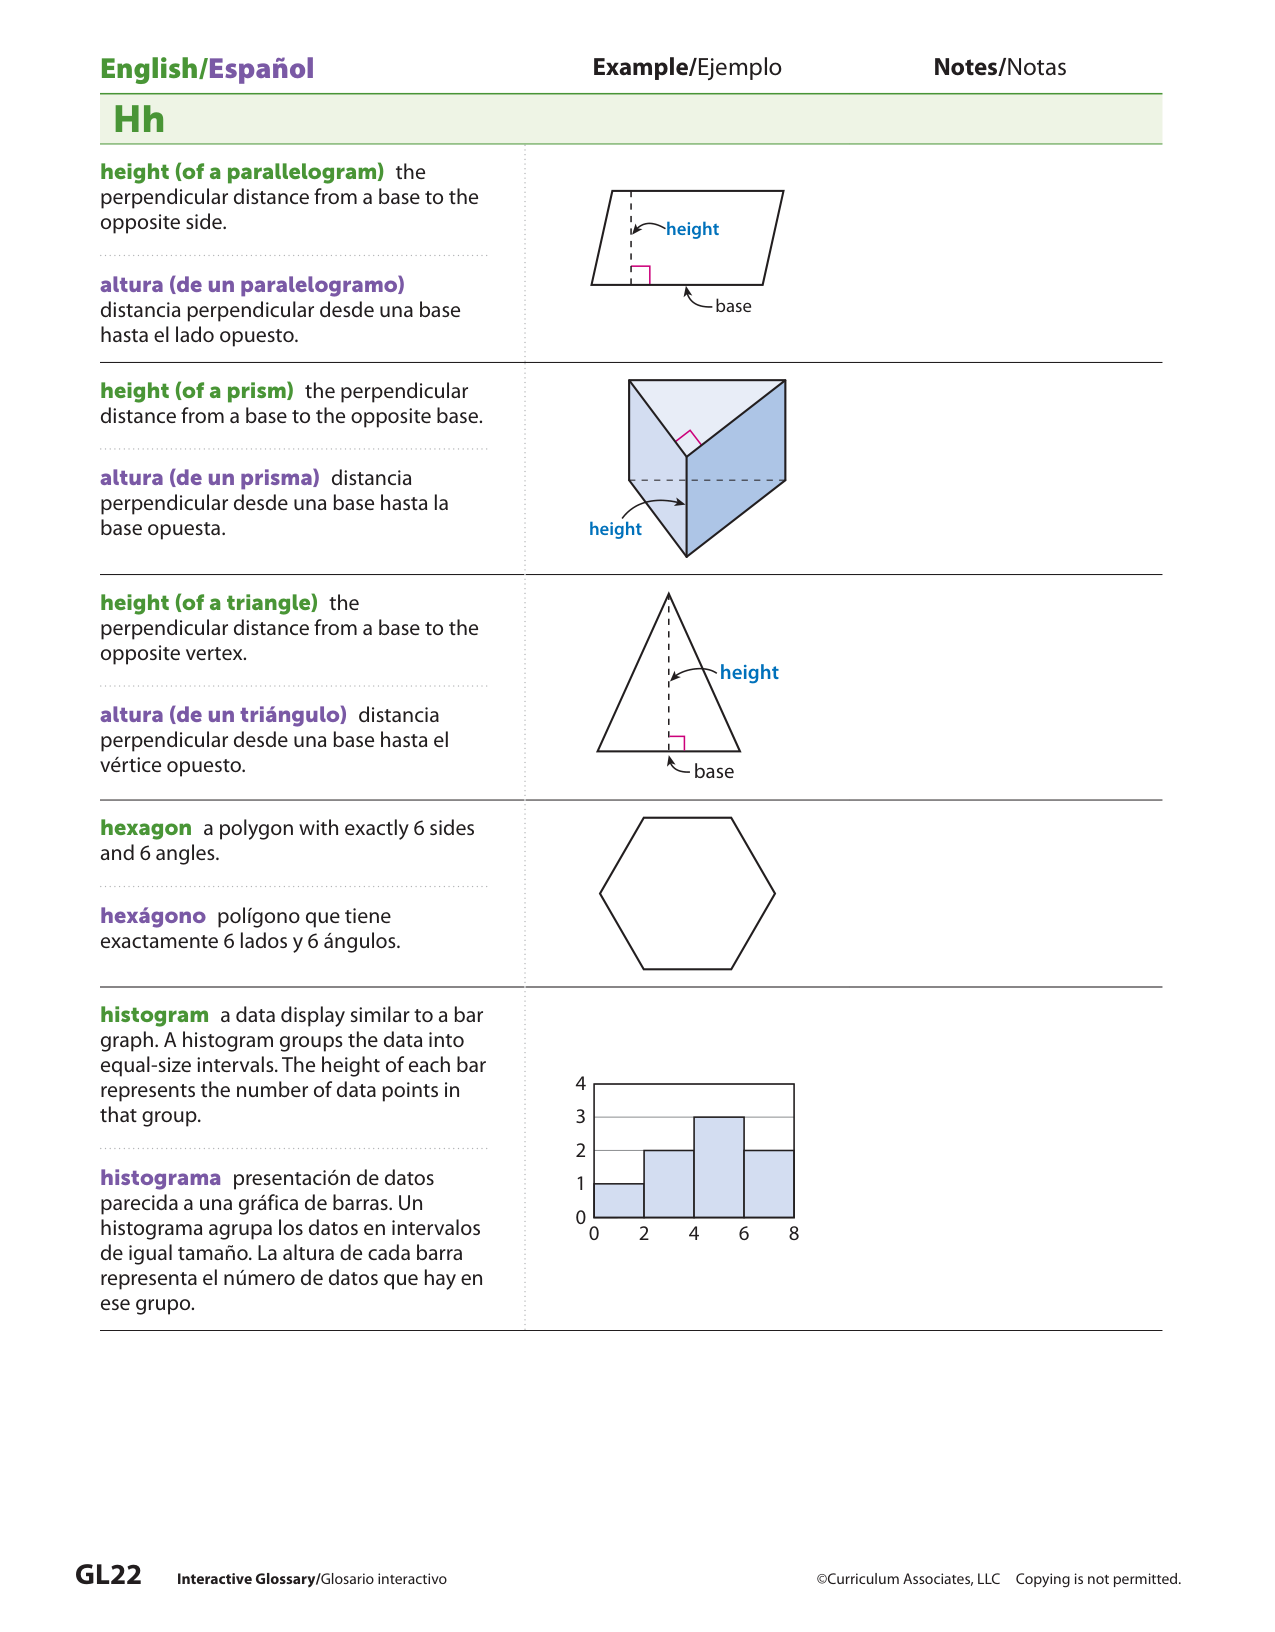 English/Español
Example/Ejemplo
Notes/Notas
Hh
height (of a parallelogram) the
perpendicular distance from a base to the
opposite side.
altura (de un paralelogramo)
distancia perpendicular desde una base
hasta el lado opuesto.
height
base
height (of a prism) the perpendicular
distance from a base to the opposite base.
altura (de un prisma) distancia
perpendicular desde una base hasta la
base opuesta.
height
height (of a triangle) the
perpendicular distance from a base to the
opposite vertex.
altura (de un triángulo) distancia
perpendicular desde una base hasta el
vértice opuesto.
height
base
hexagon a polygon with exactly 6 sides
and 6 angles.
hexágono polígono que tiene
exactamente 6 lados y 6 ángulos.
histogram a data display similar to a bar
graph. A histogram groups the data into
equal-size intervals. The height of each bar
represents the number of data points in
that group.
histograma presentación de datos
parecida a una gráfica de barras. Un
histograma agrupa los datos en intervalos
de igual tamaño. La altura de cada barra
representa el número de datos que hay en
ese grupo.
4
3
2
1
0
0 2 4 6 8
GL22 Interactive Glossary/Glosario interactivo
©Curriculum Associates, LLC Copying is not permitted.